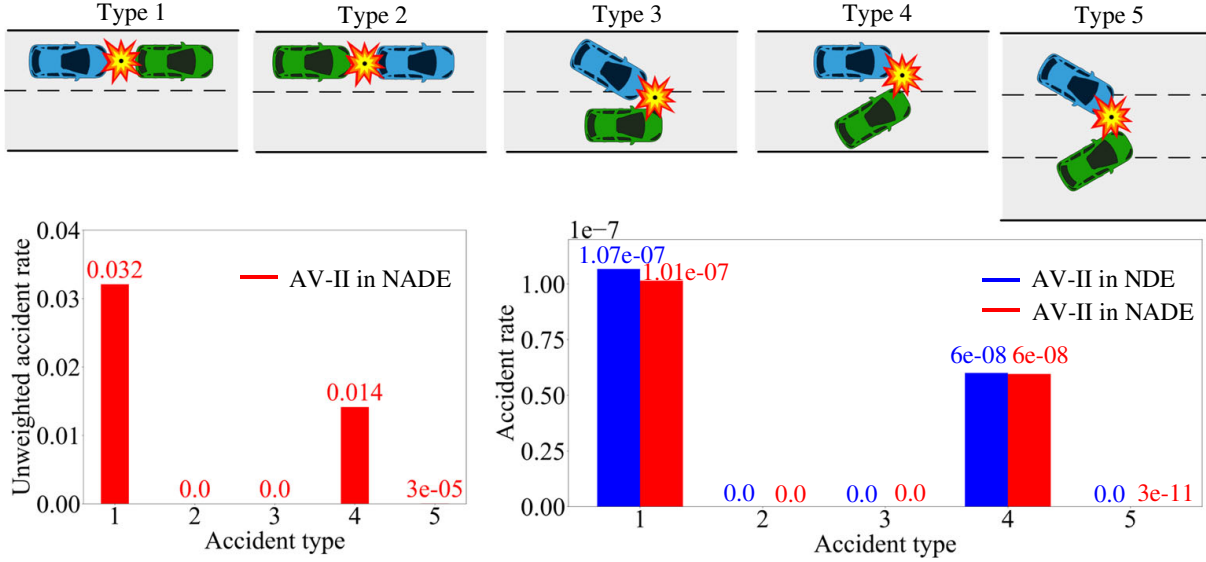 Type 1
Type 2
Type 3
Type 4
Type 5
Unweighted accident rate
0.04
0.03
0.02
0.01
0.00
0.032
0.0
0.0
0.014
3e-05
AV-II in NADE
1
2
3
4
5
Accident type
Accident rate
1e-7
1.00
0.75
0.50
0.25
0.00
1.07e-07
1.01e-07
0.0
0.0
0.0
0.0
6e-08
6e-08
0.0
3e-11
AV-II in NDE
AV-II in NADE
1
2
3
4
5
Accident type